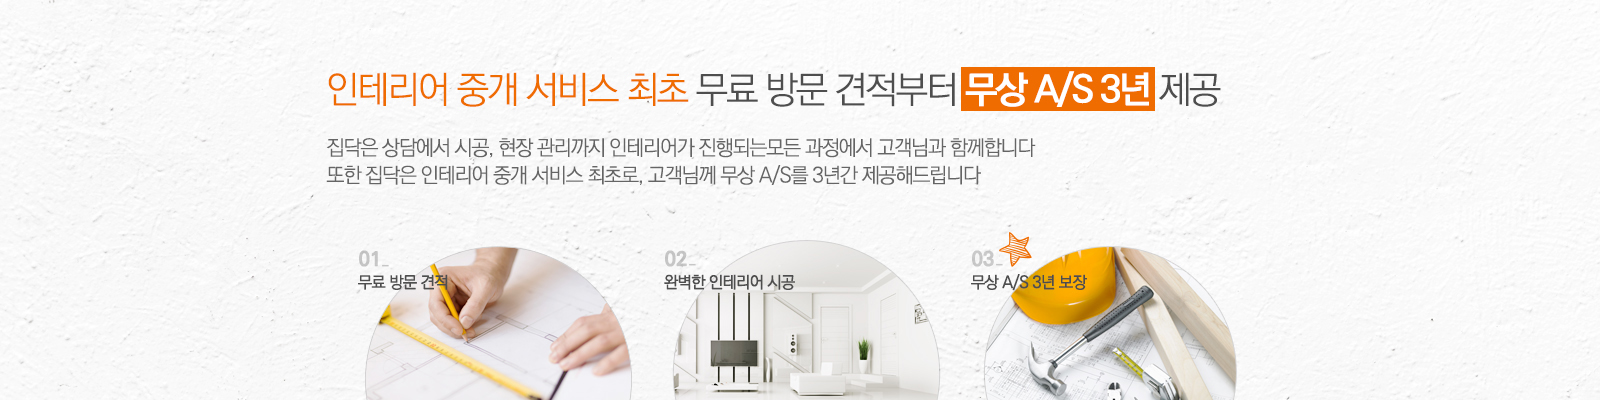 인테리어 중개 서비스 최초 무료 방문 견적부터 무상 A/S 3년 제공
집닥은 상담에서 시공, 현장 관리까지 인테리어가 진행되는모든 과정에서 고객님과 함께합니다
또한 집닥은 인테리어 중개 서비스 최초로, 고객님께 무상 A/S를 3년간 제공해드립니다
01_
무료 방문 견적
02_
완벽한 인테리어 시공
03_
무상 A/S 3년 보장